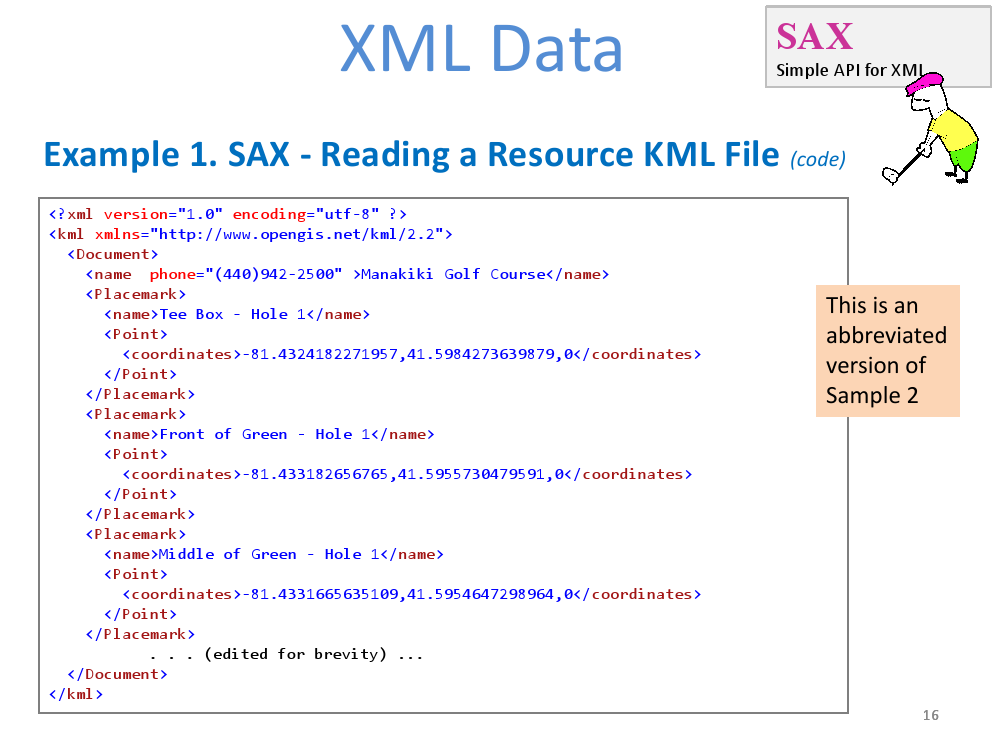 XML Data
SAX
Simple API for XML
Example 1. SAX - Reading a Resource KML File (code)
<?xml version="1.0" encoding="utf-8" ?>
<kml xmlns="http://www.opengis.net/kml/2.2">
<Document>
<name  phone="(440)942-2500" >Manakiki Golf Course</name>
<Placemark>
<name>Tee Box - Hole 1</name>
<Point>
<coordinates>-81.4324182271957,41.5984273639879,0</coordinates>
</Point>
</Placemark>
<Placemark>
<name>Front of Green - Hole 1</name>
<Point>
<coordinates>-81.433182656765,41.5955730479591,0</coordinates>
</Point>
</Placemark>
<Placemark>
<name>Middle of Green - Hole 1</name>
<Point>
<coordinates>-81.4331665635109,41.5954647298964,0</coordinates>
</Point>
</Placemark>
. . . (edited for brevity) ...
</Document>
</kml>
This is an
abbreviated
version of
Sample 2
16